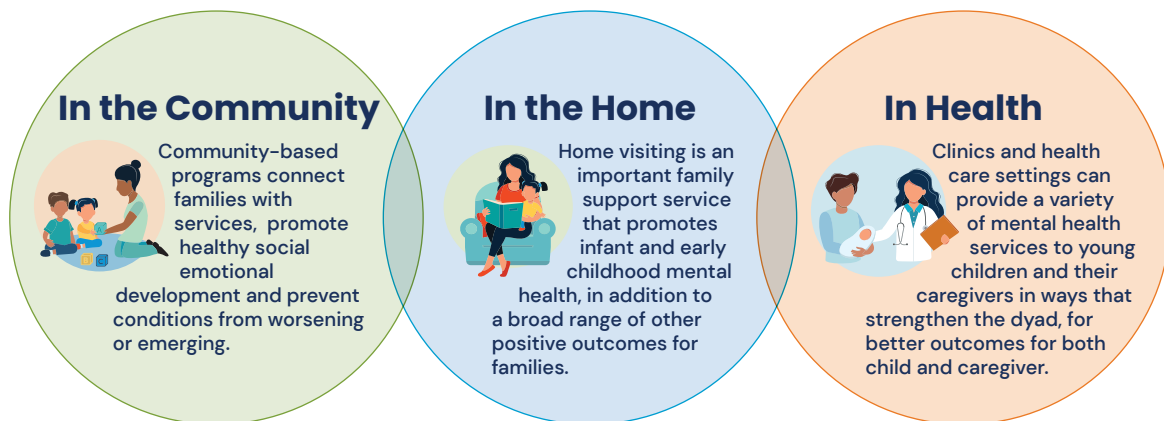 In the Community
Community-based
programs connect
families with
services, promote
healthy social
emotional
development and prevent
conditions from worsening
or emerging.
In the Home
Home visiting is an
important family
support service
that promotes
infant and early
childhood mental
health, in addition to
a broad range of other
positive outcomes for
families.
In Health
Clinics and health
care settings can
provide a variety
of mental health
services to young
children and their
caregivers in ways that
strengthen the dyad, for
better outcomes for both
child and caregiver.